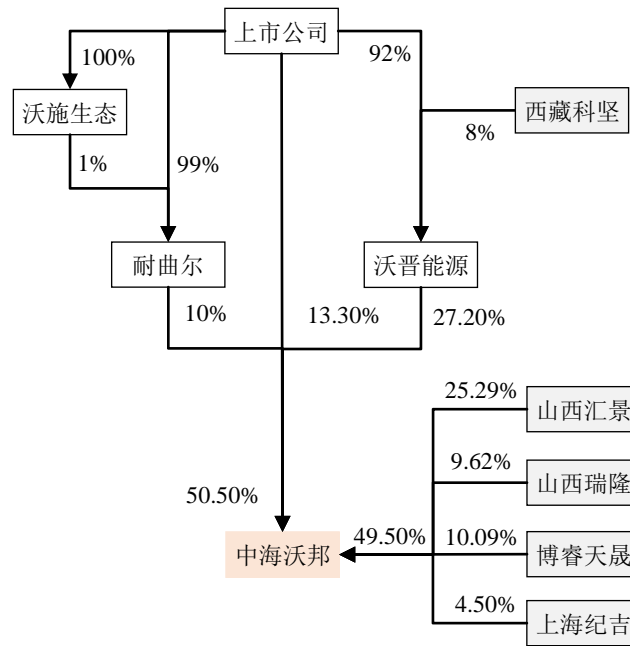 上市公司
100%
92%
沃施生态
西藏科坚
8%
1%
99%
耐曲尔
沃晋能源
10%
13.30%
27.20%
25.29%
山西汇景
9.62%
山西瑞隆
50.50%
中海沃邦
49.50%
10.09%
博睿天晟
4.50%
上海纪吉